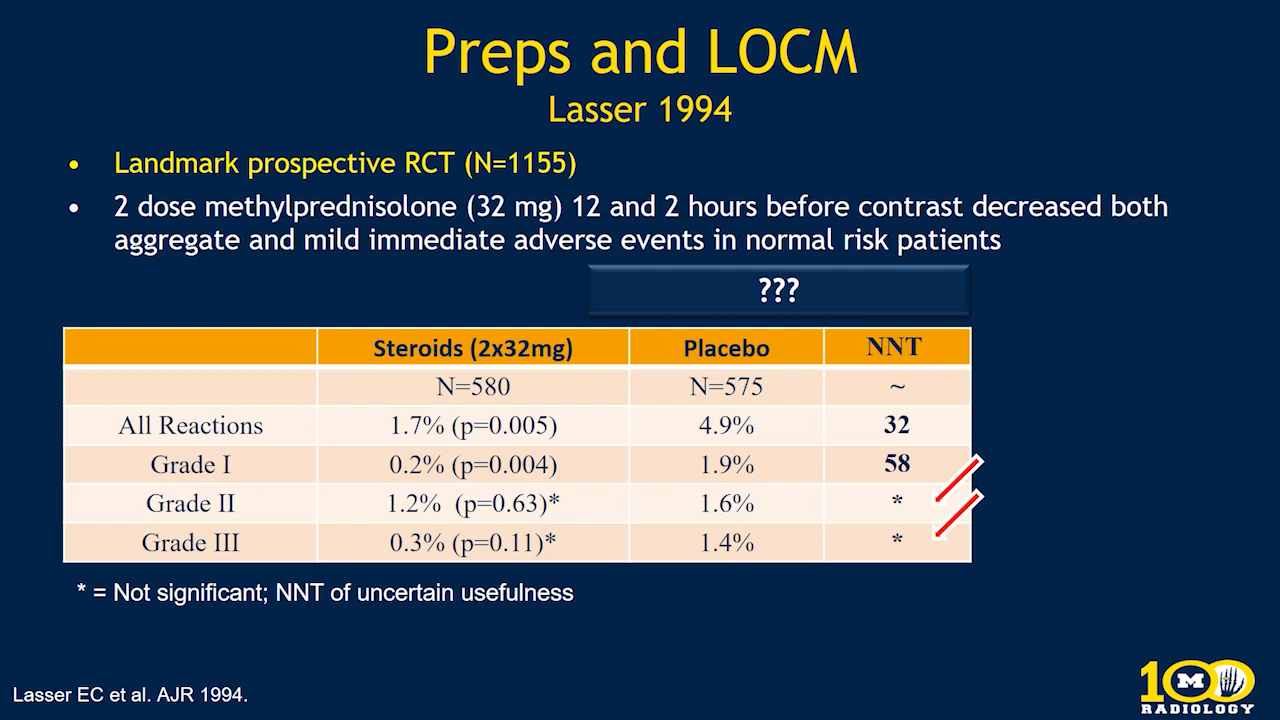 Preps and LOCM
Lasser 1994
• Landmark prospective RCT (N=1155)
• 2 dose methylprednisolone (32 mg) 12 and 2 hours before contrast decreased both
aggregate and mild immediate adverse events in normal risk patients
???
Steroids (2x32mg) Placebo NNT
N=580 N=575 ~
All Reactions 1.7% (p=0.005) 4.9% 32
Grade I 0.2% (p=0.004) 1.9% 58
Grade II 1.2% (p=0.63)* 1.6% *
Grade III 0.3% (p=0.11)* 1.4% *
* = Not significant; NNT of uncertain usefulness
Lasser EC et al. AJR 1994.
100
M
RADIOLOGY